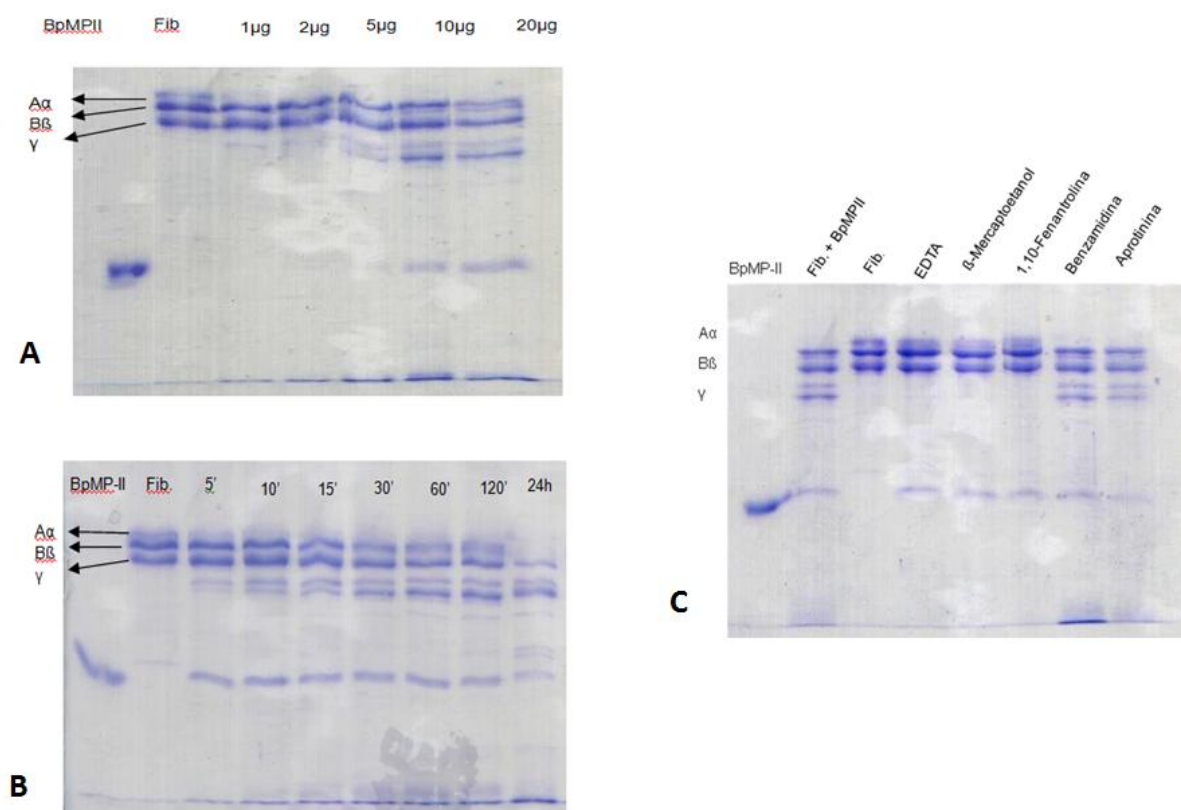 BpMPII Fib 1µg 2µg 5µg 10µg 20µg
Aα
Bß
γ
A
BpMP-II Fib. 5' 10' 15' 30' 60' 120' 24h
Aα
Bß
γ
B
BpMP-II Fib. + BpMPII Fib. EDTA ß-Mercaptoetanol 1,10-Fenantrolina Benzamidina Aprotinina
Aα
Bß
γ
C